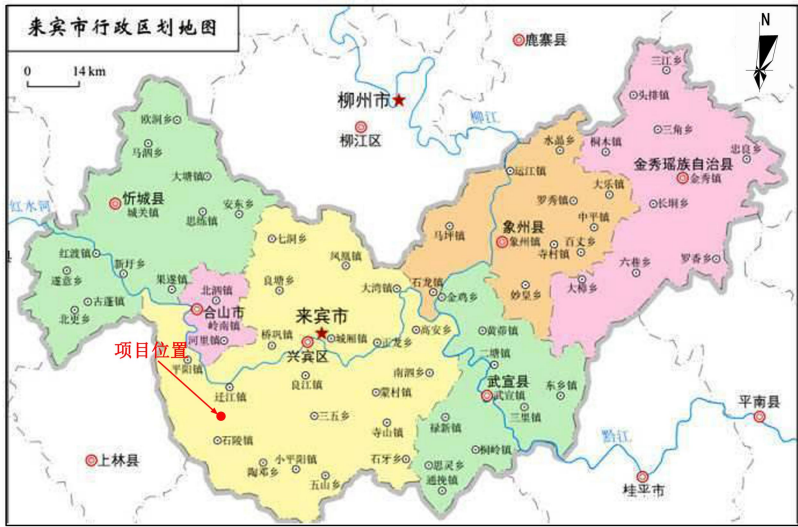 来宾市行政区划地图
0 14 km
N
鹿寨县
三江乡
头排镇
柳州市
柳江区
柳江
欧洞乡
马泗乡
水晶乡
桐木镇
三角乡
忠良乡
金秀瑶族自治县
金秀镇
大塘镇
运江镇
忻城县
城关镇
思练镇
安东乡
罗秀镇
大乐镇
长垌乡
红水河
中平镇
象州县
象州镇
马坪镇
百丈乡
寺村镇
七洞乡
凤凰镇
红渡镇
新圩乡
遂意乡
果遂镇
六巷乡
罗香乡
大樟乡
妙皇乡
石龙镇
金鸡乡
大湾镇
良塘乡
北泗镇
古蓬镇
北更乡
合山市
岭南镇
河里镇
来宾市
城厢镇
桥巩镇
兴宾区
正龙乡
高安乡
黄茆镇
二塘镇
项目位置
平阳镇
迁江镇
良江镇
南泗乡
蒙村镇
武宣县
武宣镇
东乡镇
三里镇
平南县
三五乡
寺山镇
禄新镇
石陵镇
小平阳镇
陶邓乡
五山乡
石牙乡
思灵乡
通挽镇
桐岭镇
黔江
桂平市
上林县